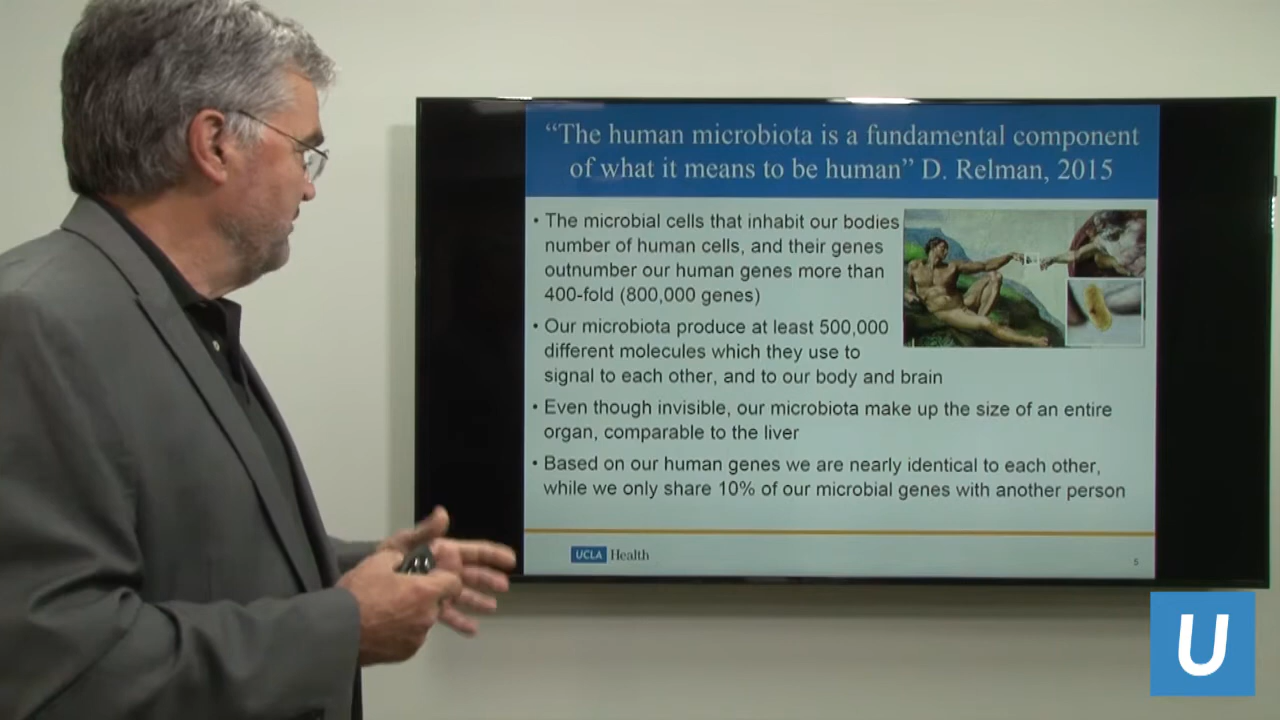 “The human microbiota is a fundamental component
of what it means to be human” D. Relman, 2015
• The microbial cells that inhabit our bodies
number of human cells, and their genes
outnumber our human genes more than
400-fold (800,000 genes)
• Our microbiota produce at least 500,000
different molecules which they use to
signal to each other, and to our body and brain
• Even though invisible, our microbiota make up the size of an entire
organ, comparable to the liver
• Based on our human genes we are nearly identical to each other,
while we only share 10% of our microbial genes with another person
UCLA Health
5
U